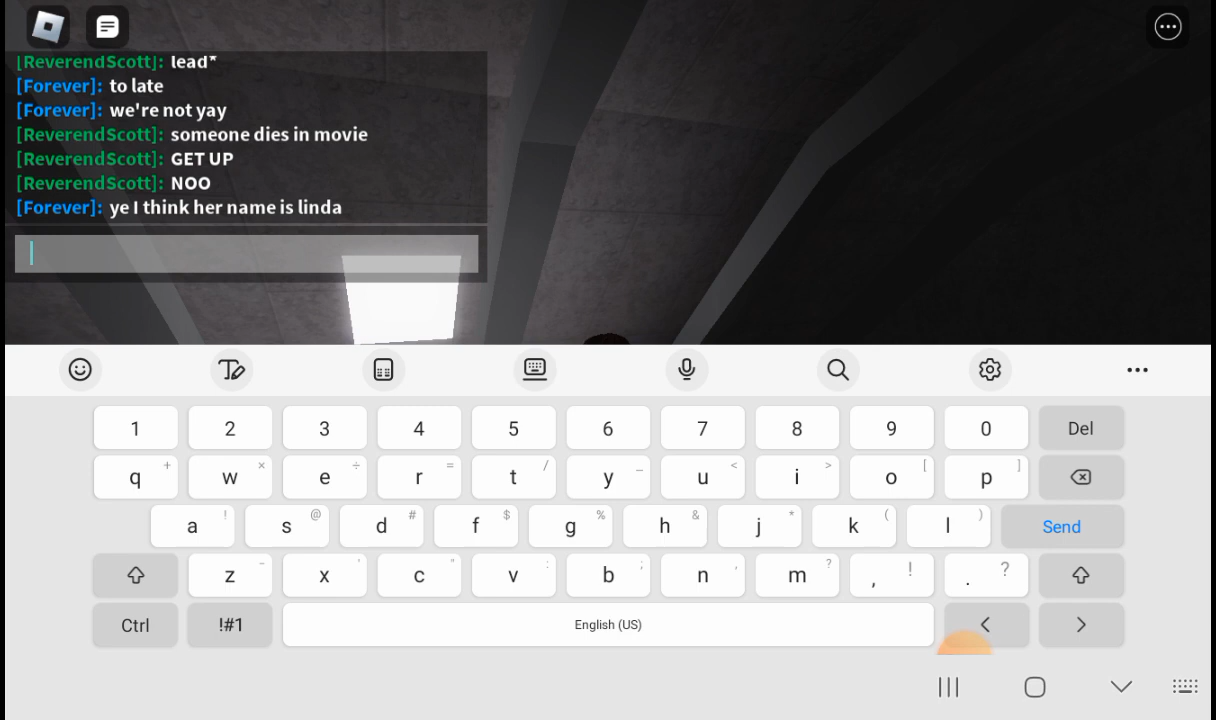 [ReverendScott]: lead*
[Forever]: to late
[Forever]: we're not yay
[ReverendScott]: someone dies in movie
[ReverendScott]: GET UP
[ReverendScott]: NOO
[Forever]: ye I think her name is linda
1 2 3 4 5 6 7 8 9 0 Del
q + w × e ÷ r = t / y _ u < i > o [ p ]
a ! s @ d # f $ g % h & j * k ( l ) Send
z - x ' c " v : b ; n , m ? , ! . ?
Ctrl !#1 English (US) < >